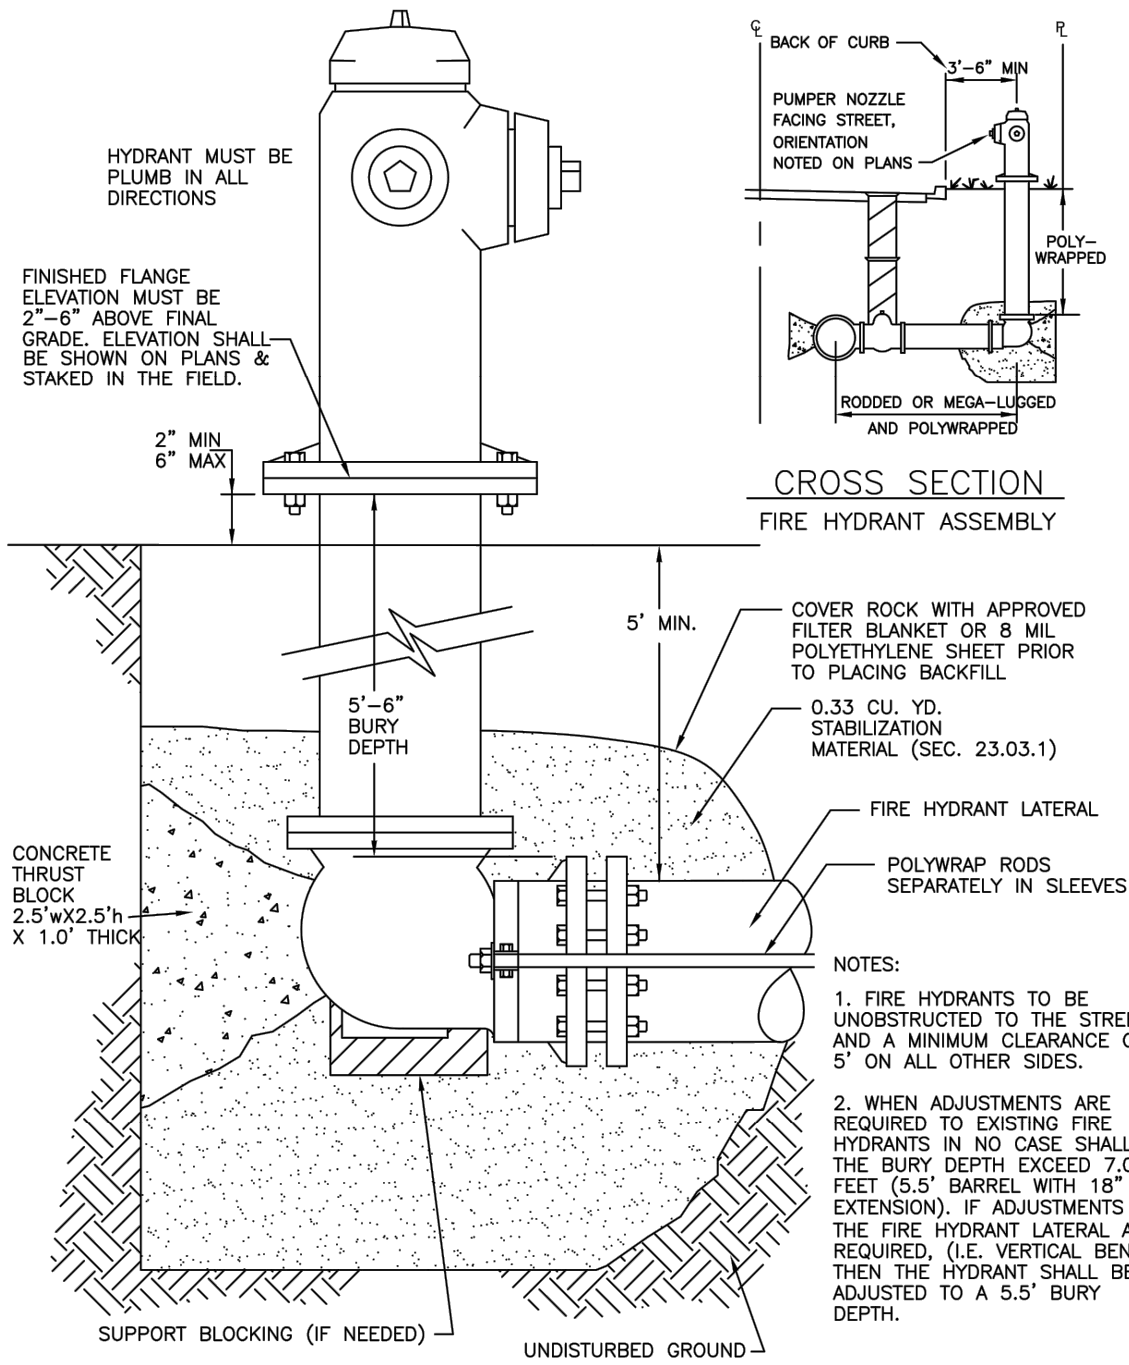 HYDRANT MUST BE
PLUMB IN ALL
DIRECTIONS
FINISHED FLANGE
ELEVATION MUST BE
2"-6" ABOVE FINAL
GRADE. ELEVATION SHALL
BE SHOWN ON PLANS &
STAKED IN THE FIELD.
2" MIN
6" MAX
℄
BACK OF CURB
PL
3'-6" MIN
PUMPER NOZZLE
FACING STREET,
ORIENTATION
NOTED ON PLANS
POLY-
WRAPPED
RODDED OR MEGA-LUGGED
AND POLYWRAPPED
CROSS SECTION
FIRE HYDRANT ASSEMBLY
5' MIN.
5'-6"
BURY
DEPTH
COVER ROCK WITH APPROVED
FILTER BLANKET OR 8 MIL
POLYETHYLENE SHEET PRIOR
TO PLACING BACKFILL
0.33 CU. YD.
STABILIZATION
MATERIAL (SEC. 23.03.1)
FIRE HYDRANT LATERAL
POLYWRAP RODS
SEPARATELY IN SLEEVES
CONCRETE
THRUST
BLOCK
2.5'wX2.5'h
X 1.0' THICK
NOTES:
1. FIRE HYDRANTS TO BE
UNOBSTRUCTED TO THE
AND A MINIMUM CLEARANCE
5' ON ALL OTHER SIDES.
2. WHEN ADJUSTMENTS ARE
REQUIRED TO EXISTING FIRE
HYDRANTS IN NO CASE SHALL
THE BURY DEPTH EXCEED 7.0
FEET (5.5' BARREL WITH 18"
EXTENSION). IF ADJUSTMENTS
THE FIRE HYDRANT LATERAL
REQUIRED, (I.E. VERTICAL
THEN THE HYDRANT SHALL BE
ADJUSTED TO A 5.5' BURY
DEPTH.
SUPPORT BLOCKING (IF NEEDED)
UNDISTURBED GROUND